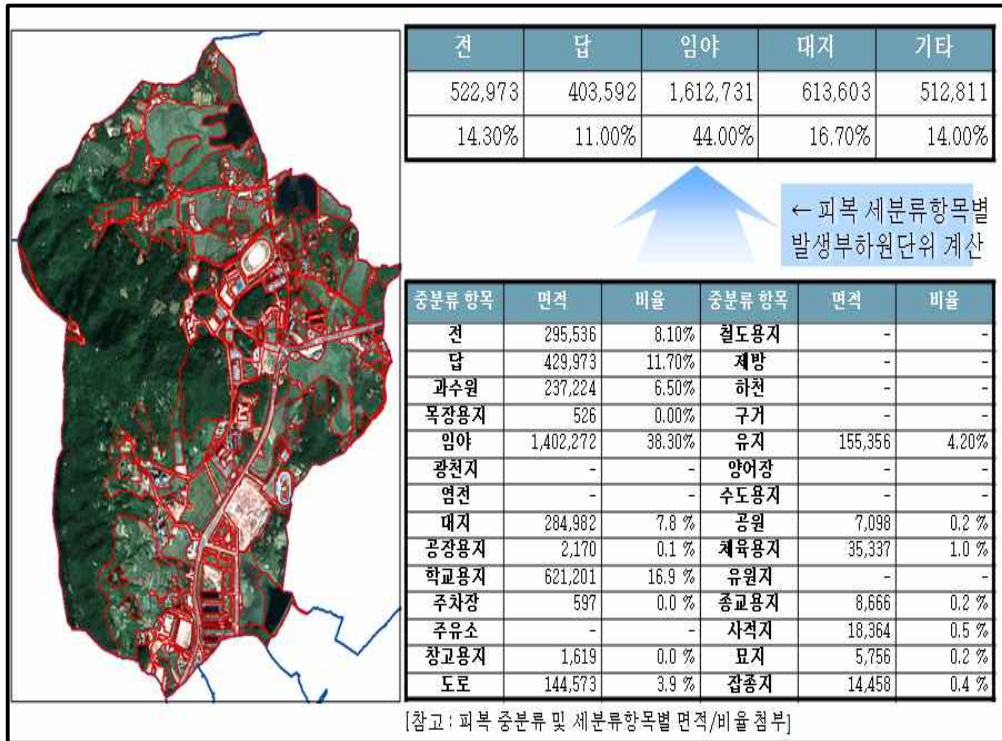 전 답 임야 대지 기타
522,973 403,592 1,612,731 613,603 512,811
14.30% 11.00% 44.00% 16.70% 14.00%
← 피복 세분류항목별
발생부하원단위 계산
중분류 항목 면적 비율 중분류 항목 면적 비율
전 295,536 8.10% 철도용지 - -
답 429,973 11.70% 제방 - -
과수원 237,224 6.50% 하천 - -
목장용지 526 0.00% 구거 - -
임야 1,402,272 38.30% 유지 155,356 4.20%
광천지 - - 양어장 - -
염전 - - 수도용지 - -
대지 284,982 7.8 % 공원 7,098 0.2 %
공장용지 2,170 0.1 % 체육용지 35,337 1.0 %
학교용지 621,201 16.9 % 유원지 - -
주차장 597 0.0 % 종교용지 8,666 0.2 %
주유소 - - 사적지 18,364 0.5 %
창고용지 1,619 0.0 % 묘지 5,756 0.2 %
도로 144,573 3.9 % 잡종지 14,458 0.4 %
[참고 : 피복 중분류 및 세분류항목별 면적/비율 첨부]